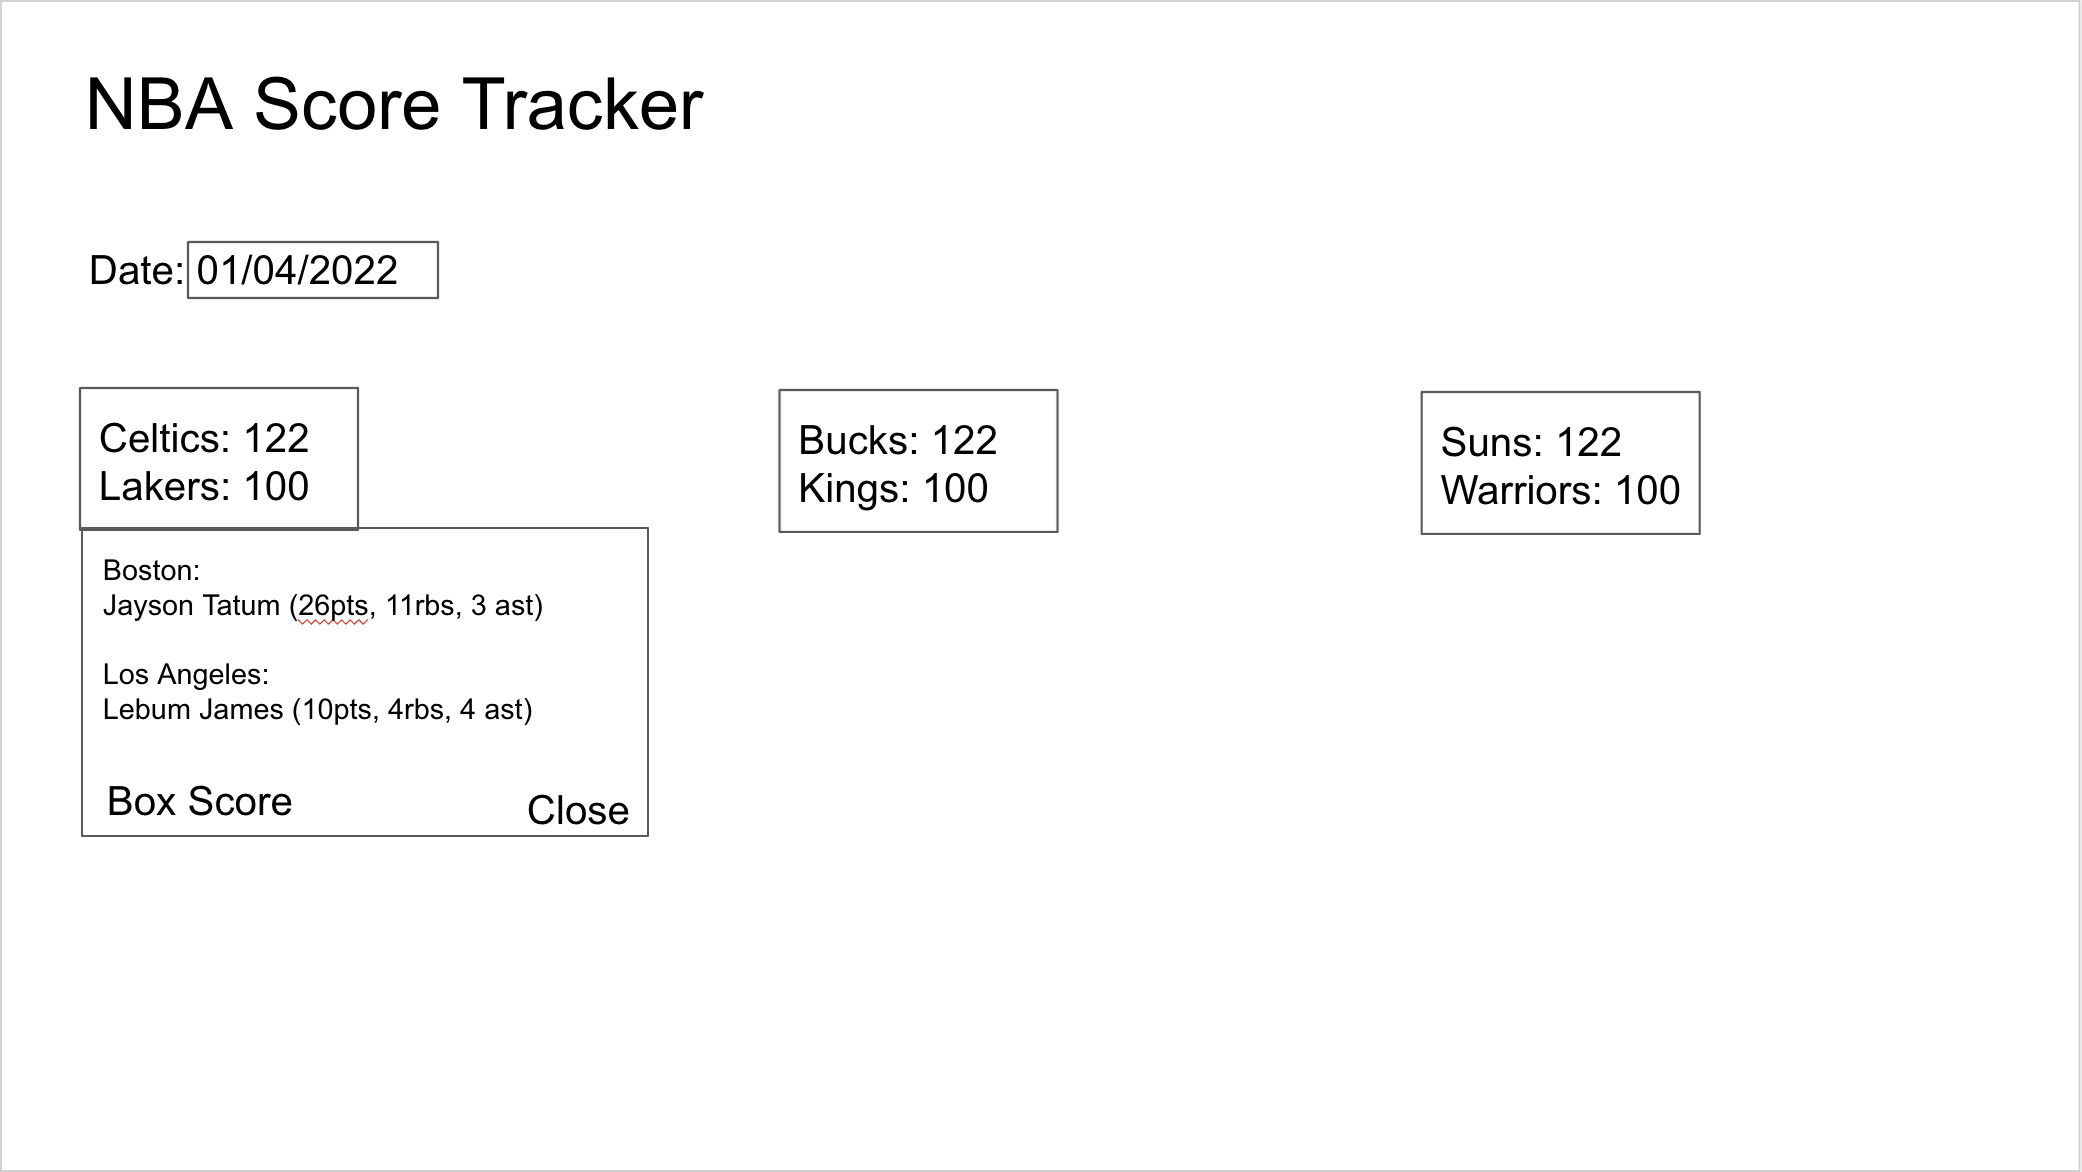 NBA Score Tracker
Date: 01/04/2022
Celtics: 122
Lakers: 100
Bucks: 122
Kings: 100
Suns: 122
Warriors: 100
Boston:
Jayson Tatum (26pts, 11rbs, 3 ast)
Los Angeles:
Lebum James (10pts, 4rbs, 4 ast)
Box Score
Close